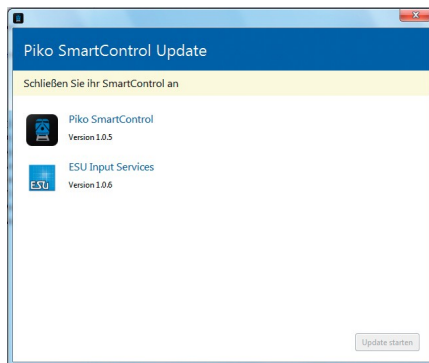 Piko SmartControl Update
Schließen Sie ihr SmartControl an
Piko SmartControl
Version 1.0.5
ESU
ESU Input Services
Version 1.0.6
Update starten